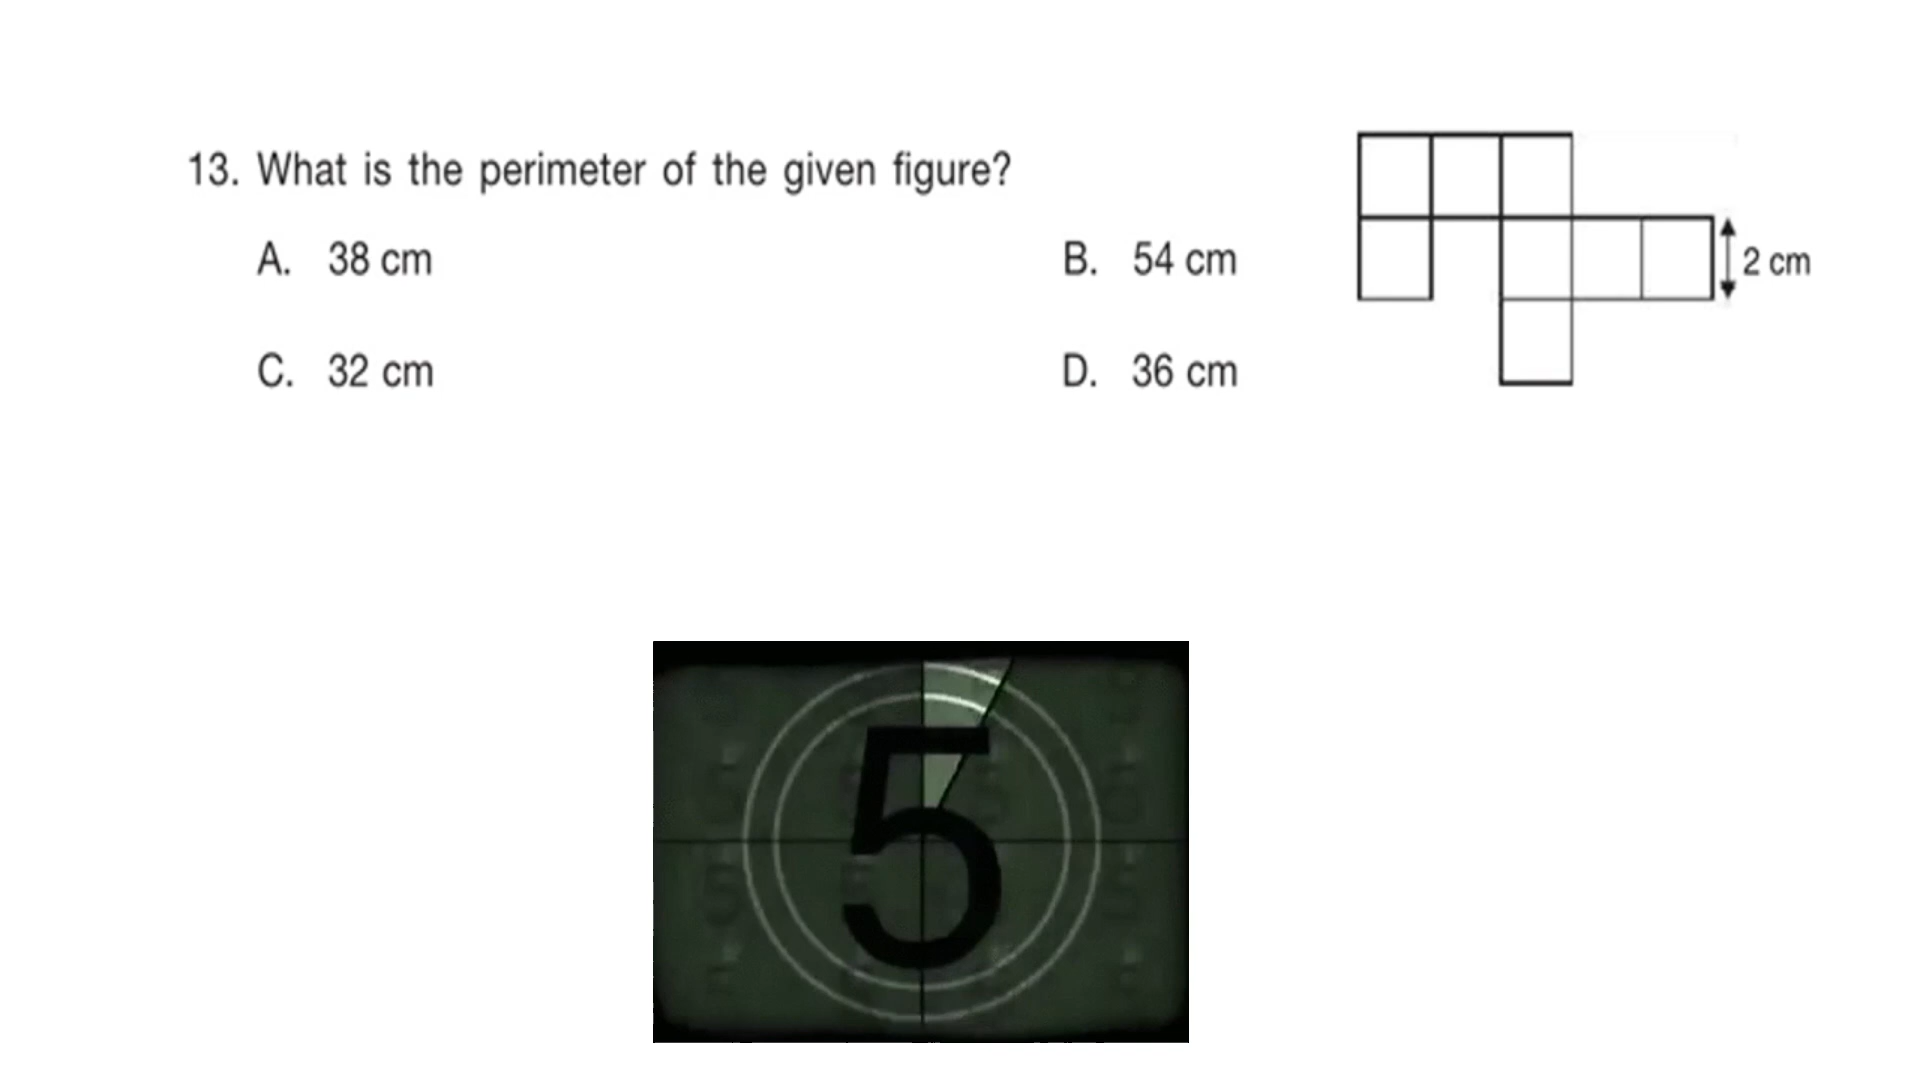 13. What is the perimeter of the given figure?
A. 38 cm
B. 54 cm
C. 32 cm
D. 36 cm
2 cm
5